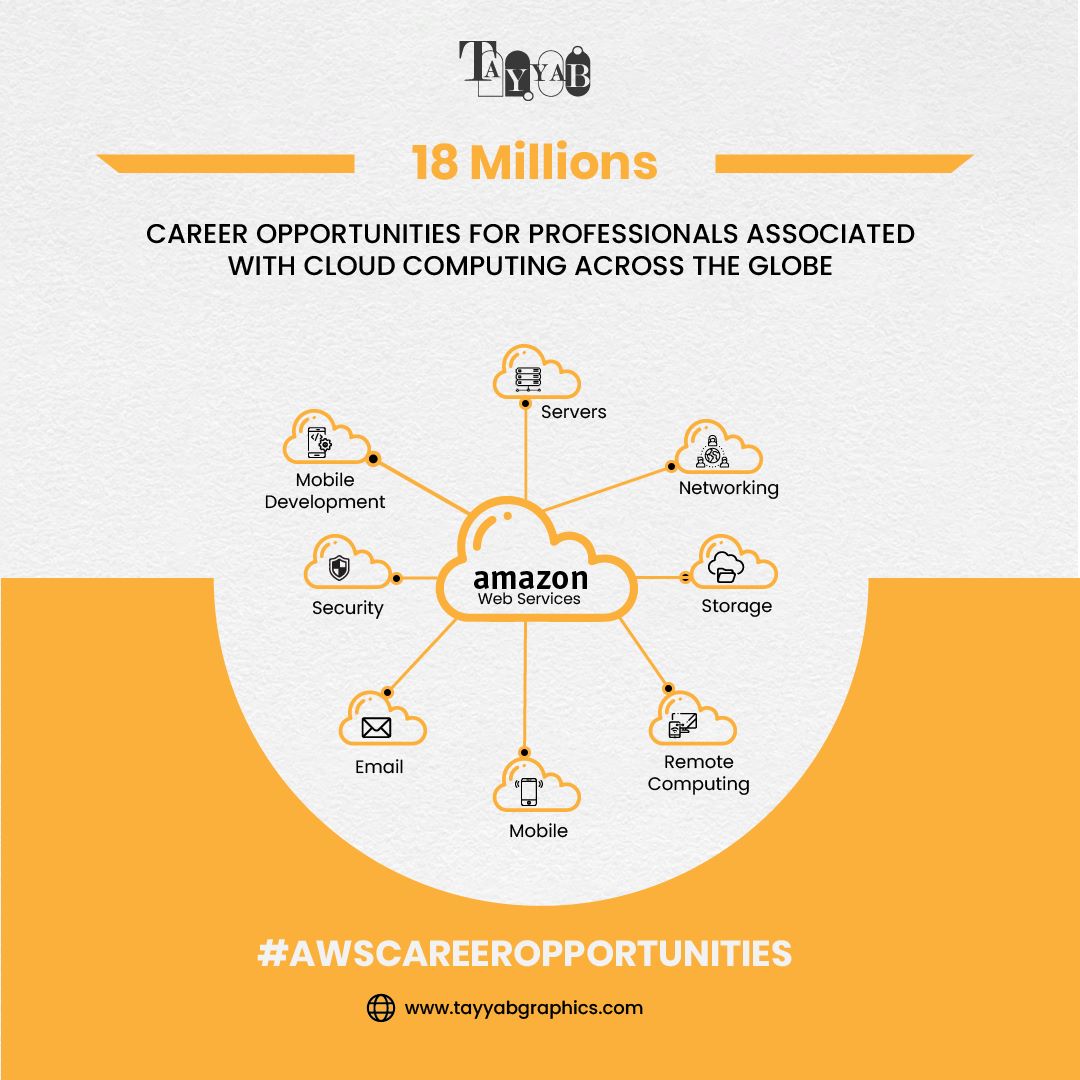 TAYYAB
18 Millions
CAREER OPPORTUNITIES FOR PROFESSIONALS ASSOCIATED
WITH CLOUD COMPUTING ACROSS THE GLOBE
Servers
Mobile
Development
Networking
amazon
Web Services
Security
Storage
Email
Remote
Computing
Mobile
#AWSCAREEROPPORTUNITIES
www.tayyabgraphics.com